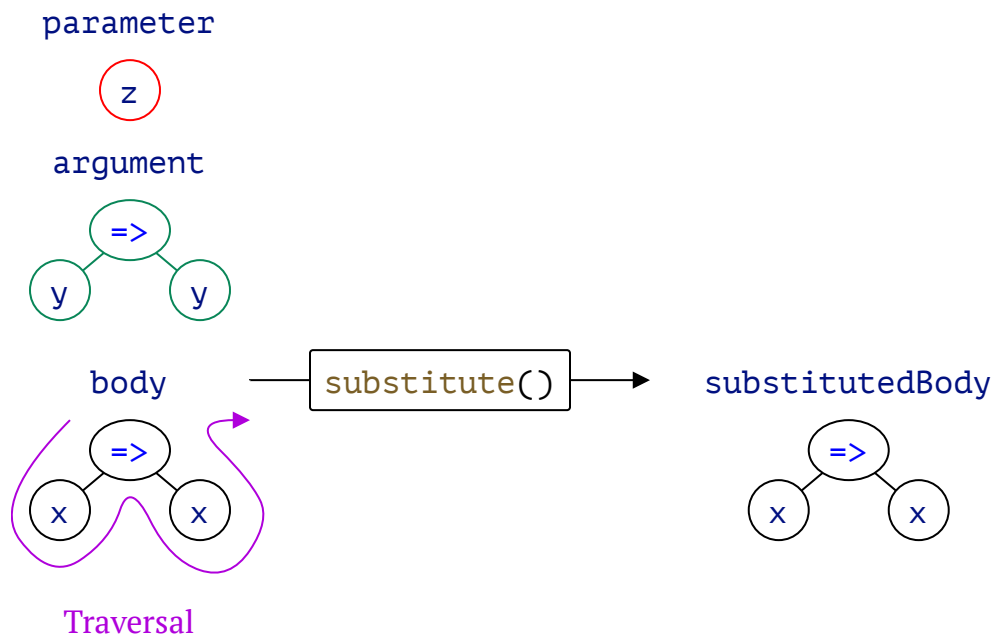 parameter
z
argument
=>
y y
body substitute() substitutedBody
=> =>
x x x x
Traversal